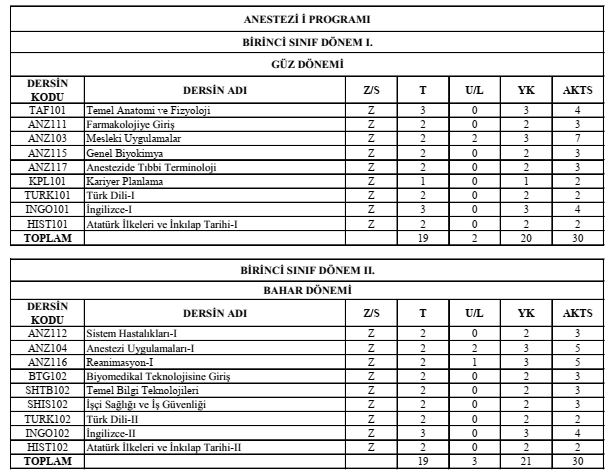 ANESTEZİ İ PROGRAMI
BİRİNCİ SINIF DÖNEM I.
GÜZ DÖNEMİ
DERSİN KODU DERSİN ADI Z/S T U/L YK AKTS
TAF101 Temel Anatomi ve Fizyoloji Z 3 0 3 4
ANZ111 Farmakolojiye Giriş Z 2 0 2 3
ANZ103 Mesleki Uygulamalar Z 2 2 3 7
ANZ115 Genel Biyokimya Z 2 0 2 3
ANZ117 Anestezide Tıbbi Terminoloji Z 2 0 2 3
KPL101 Kariyer Planlama Z 1 0 1 2
TURK101 Türk Dili-I Z 2 0 2 2
INGO101 İngilizce-I Z 3 0 3 4
HIST101 Atatürk İlkeleri ve İnkılap Tarihi-I Z 2 0 2 2
TOPLAM 19 2 20 30
BİRİNCİ SINIF DÖNEM II.
BAHAR DÖNEMİ
DERSİN KODU DERSİN ADI Z/S T U/L YK AKTS
ANZ112 Sistem Hastalıkları-I Z 2 0 2 3
ANZ104 Anestezi Uygulamaları-I Z 2 2 3 5
ANZ116 Reanimasyon-I Z 2 1 3 5
BTG102 Biyomedikal Teknolojisine Giriş Z 2 0 2 3
SHTB102 Temel Bilgi Teknolojileri Z 2 0 2 3
SHIS102 İşçi Sağlığı ve İş Güvenliği Z 2 0 2 3
TURK102 Türk Dili-II Z 2 0 2 2
INGO102 İngilizce-II Z 3 0 3 4
HIST102 Atatürk İlkeleri ve İnkılap Tarihi-II Z 2 0 2 2
TOPLAM 19 3 21 30